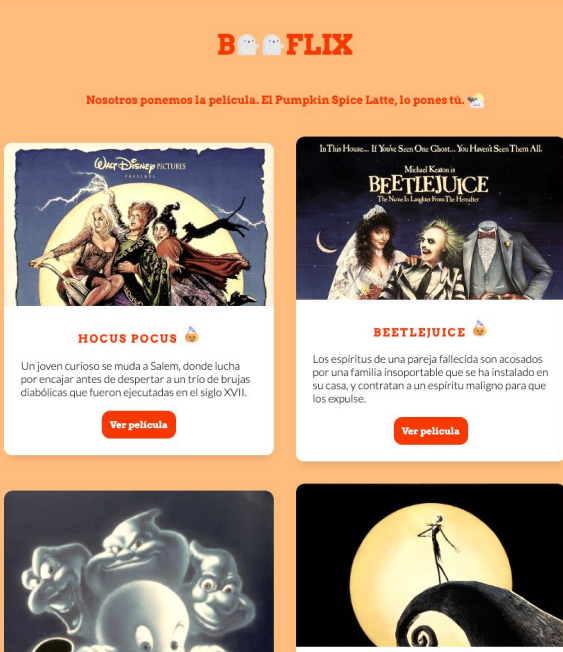 BFLIX
Nosotros ponemos la película. El Pumpkin Spice Latte, lo pones tú.
WALT DISNEY PICTURES
PRESENTS
HOCUS POCUS
Un joven curioso se muda a Salem, donde lucha
por encajar antes de despertar a un trío de brujas
diabólicas que fueron ejecutadas en el siglo XVII.
Ver película
In This House... If You've Seen One Ghost... You Haven't Seen Them All.
Michael Keaton is
BEETLEJUICE
The Name In Laughter From The Hereafter
BEETLEJUICE
Los espíritus de una pareja fallecida son acosados
por una familia insoportable que se ha instalado en
su casa, y contratan a un espíritu maligno para que
los expulse.
Ver película